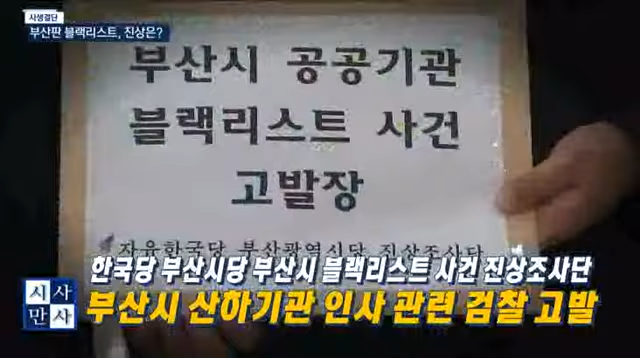 사생결단
부산판 블랙리스트, 진상은?
부산시 공공기관
블랙리스트 사건
고발장
자유한국당 부산광역시당 진상조사단
한국당 부산시당 부산시 블랙리스트 사건 진상조사단
시사
만사
부산시 산하기관 인사 관련 검찰 고발